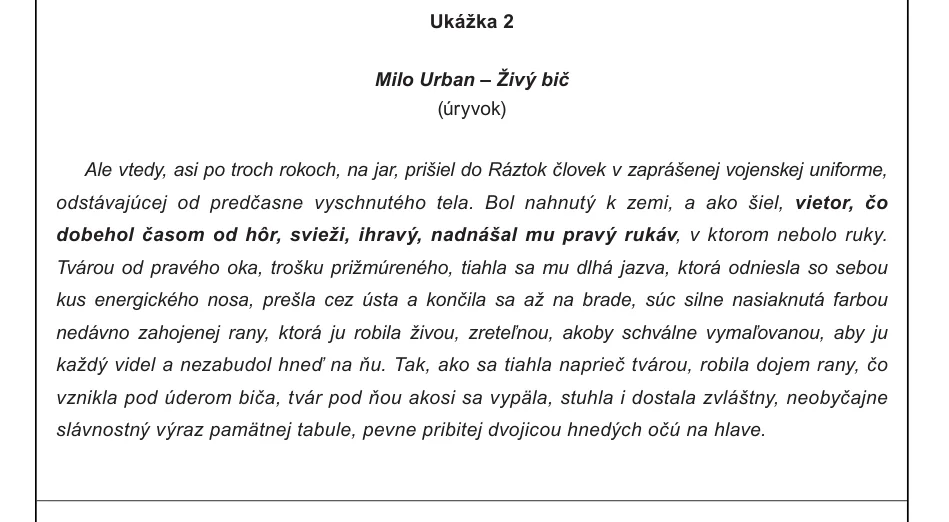 Ukážka 2
Milo Urban – Živý bič
(úryvok)
Ale vtedy, asi po troch rokoch, na jar, prišiel do Ráztok človek v zaprášenej vojenskej uniforme,
odstávajúcej od predčasne vyschnutého tela. Bol nahnutý k zemi, a ako šiel, vietor, čo
dobehol časom od hôr, svieži, ihravý, nadnášal mu pravý rukáv, v ktorom nebolo ruky.
Tvárou od pravého oka, trošku prižmúreného, tiahla sa mu dlhá jazva, ktorá odniesla so sebou
kus energického nosa, prešla cez ústa a končila sa až na brade, súc silne nasiaknutá farbou
nedávno zahojenej rany, ktorá ju robila živou, zreteľnou, akoby schválne vymaľovanou, aby ju
každý videl a nezabudol hneď na ňu. Tak, ako sa tiahla naprieč tvárou, robila dojem rany, čo
vznikla pod úderom biča, tvár pod ňou akosi sa vypäla, stuhla i dostala zvláštny, neobyčajne
slávnostný výraz pamätnej tabule, pevne pribitej dvojicou hnedých očú na hlave.